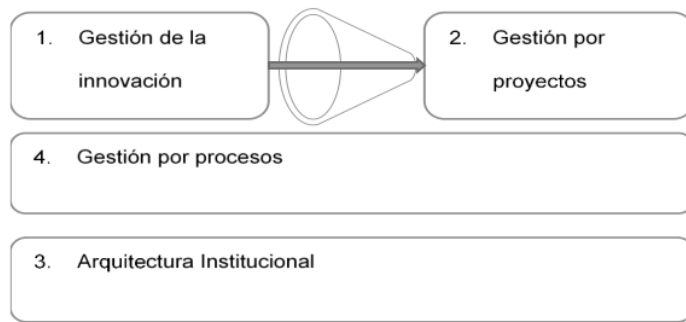 1. Gestión de la
innovación
2. Gestión por
proyectos
4. Gestión por procesos
3. Arquitectura Institucional